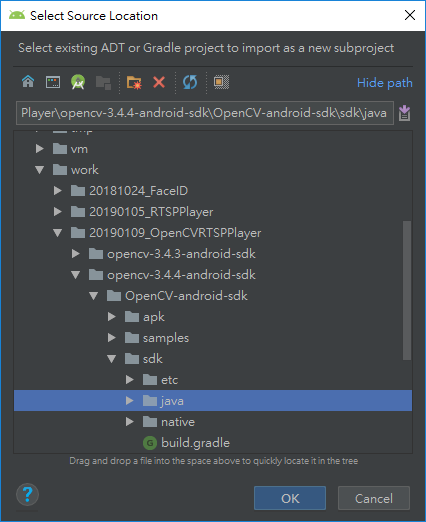 Select Source Location
Select existing ADT or Gradle project to import as a new subproject
Hide path
Player\opencv-3.4.4-android-sdk\OpenCV-android-sdk\sdk\java
vm
work
20181024_FaceID
20190105_RTSPPlayer
20190109_OpenCVRTSPPlayer
opencv-3.4.3-android-sdk
opencv-3.4.4-android-sdk
OpenCV-android-sdk
apk
samples
sdk
etc
java
native
build.gradle
Drag and drop a file into the space above to quickly locate it in the tree
OK
Cancel